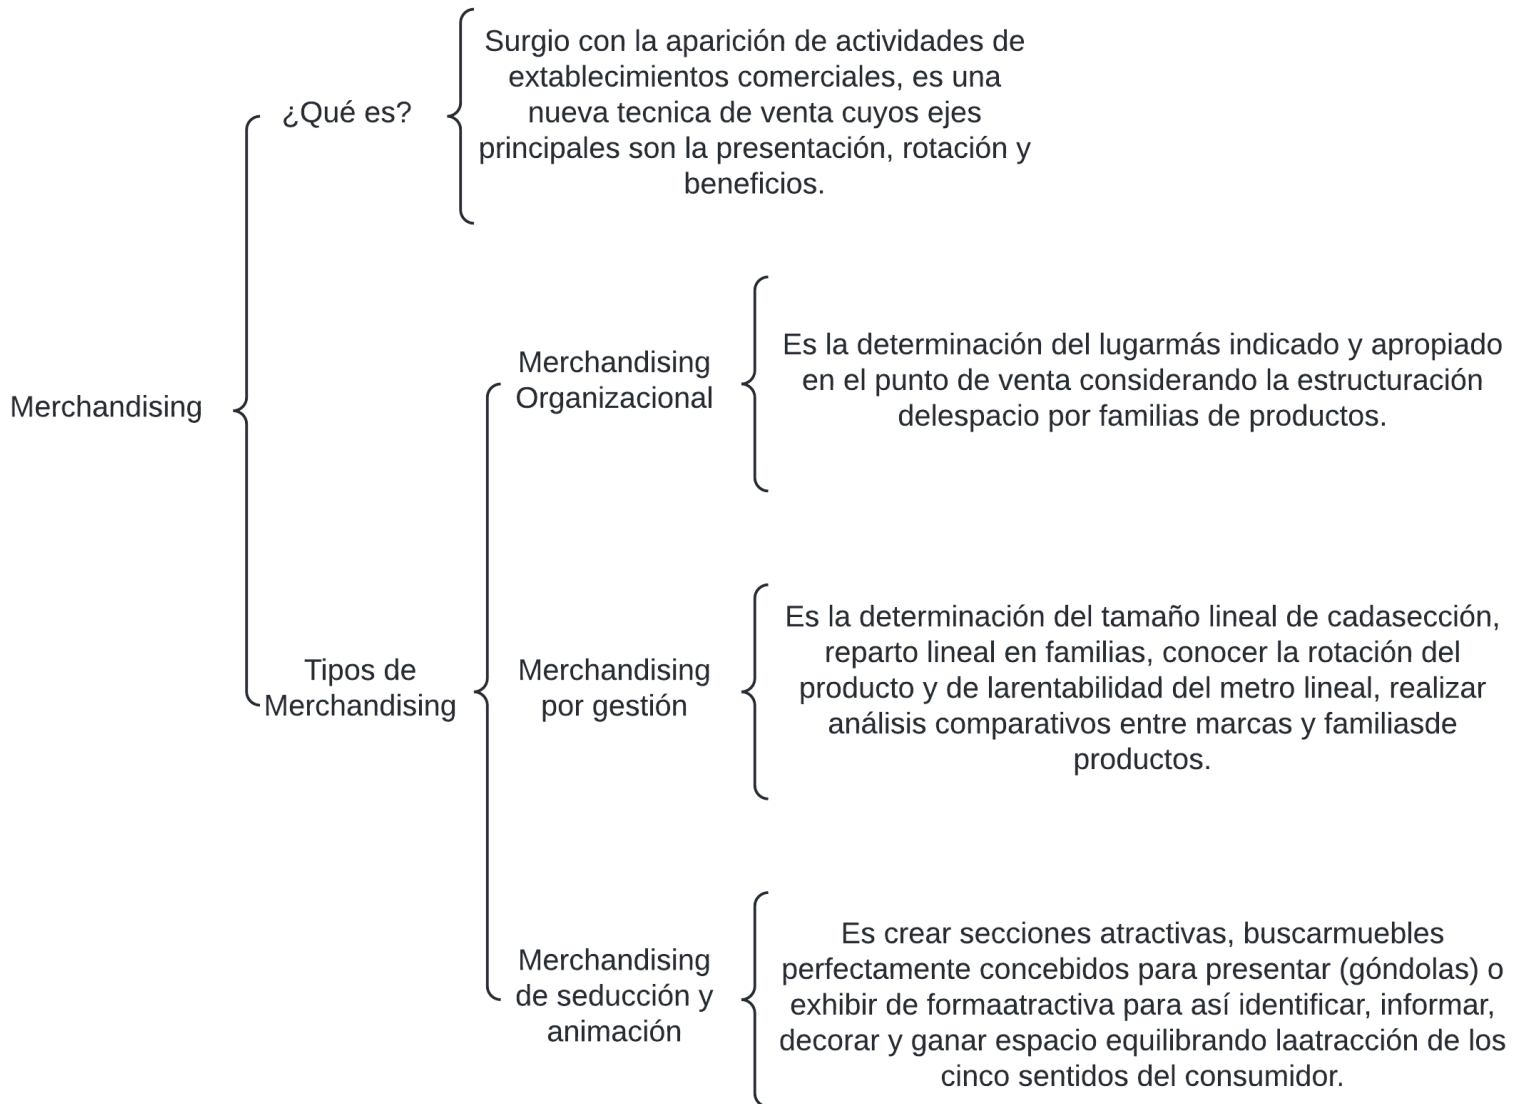 Merchandising
¿Qué es?
Surgio con la aparición de actividades de
extablecimientos comerciales, es una
nueva tecnica de venta cuyos ejes
principales son la presentación, rotación y
beneficios.
Tipos de
Merchandising
Merchandising
Organizacional
Es la determinación del lugarmás indicado y apropiado
en el punto de venta considerando la estructuración
delespacio por familias de productos.
Merchandising
por gestión
Es la determinación del tamaño lineal de cadasección,
reparto lineal en familias, conocer la rotación del
producto y de larentabilidad del metro lineal, realizar
análisis comparativos entre marcas y familiasde
productos.
Merchandising
de seducción y
animación
Es crear secciones atractivas, buscarmuebles
perfectamente concebidos para presentar (góndolas) o
exhibir de formaatractiva para así identificar, informar,
decorar y ganar espacio equilibrando laatracción de los
cinco sentidos del consumidor.